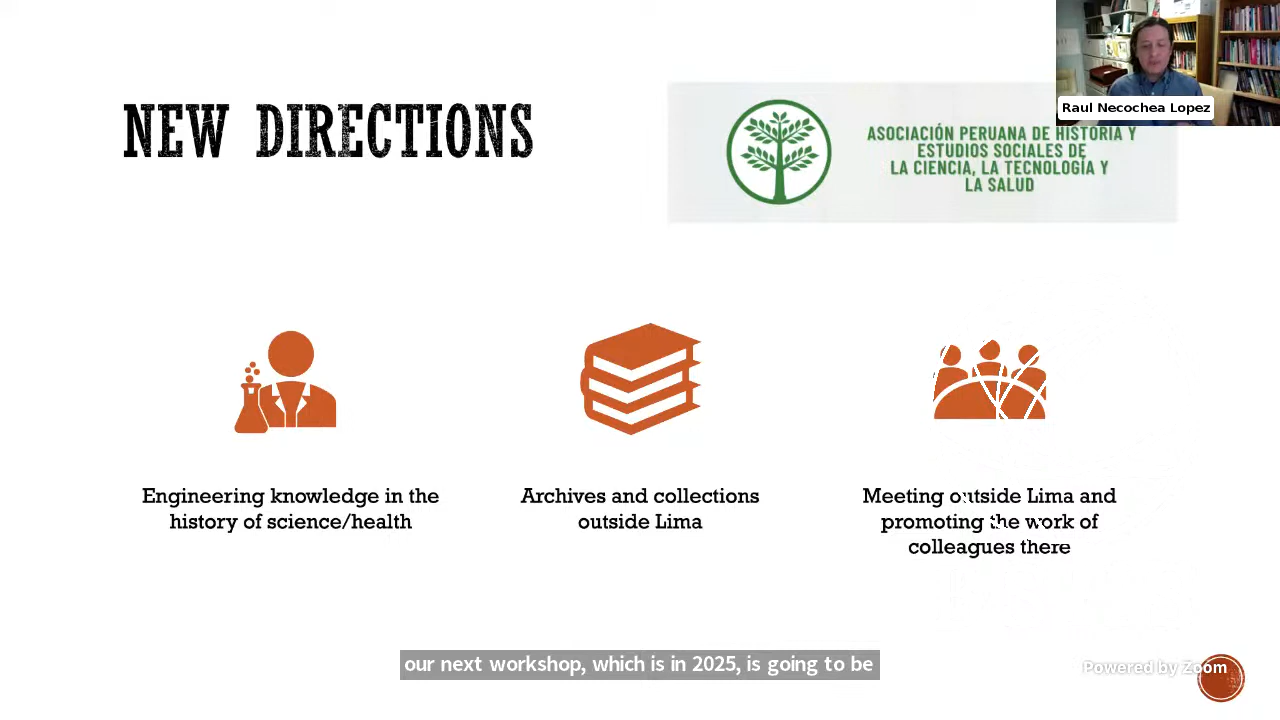 NEW DIRECTIONS
ASOCIACIÓN PERUANA DE HISTORIA Y
ESTUDIOS SOCIALES DE
LA CIENCIA, LA TECNOLOGÍA Y
LA SALUD
Raul Necochea Lopez
Engineering knowledge in the
history of science/health
Archives and collections
outside Lima
Meeting outside Lima and
promoting the work of
colleagues there
our next workshop, which is in 2025, is going to be
Powered by Zoom